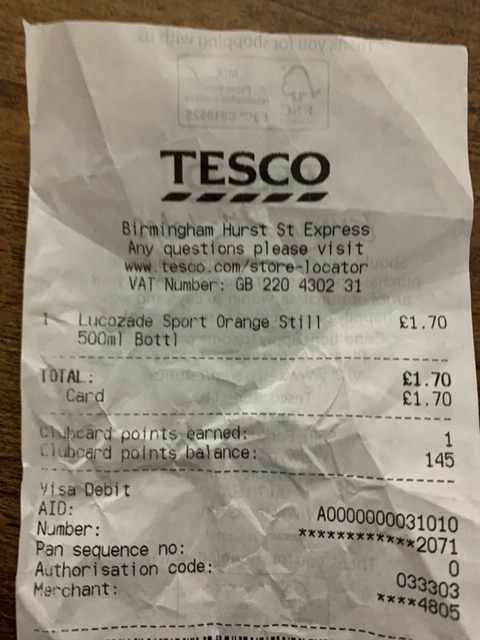 TESCO
Birmingham Hurst St Express
Any questions please visit
www.tesco.com/store-locator
VAT Number: GB 220 4302 31
1 Lucozade Sport Orange Still £1.70
500ml Bottl
TOTAL: £1.70
Card £1.70
Clubcard points earned: 1
Clubcard points balance: 145
Visa Debit
AID: A0000000031010
Number: ************2071
Pan sequence no: 0
Authorisation code: 033303
Merchant: ****4805